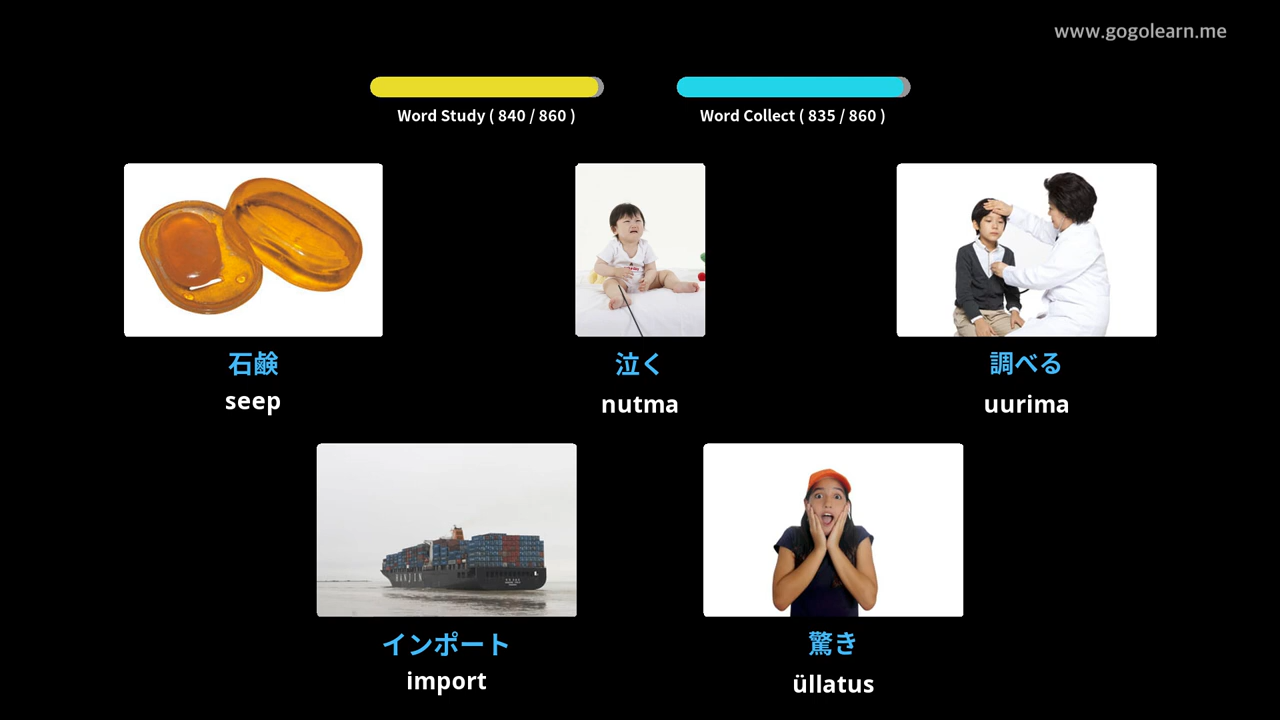 www.gogolearn.me
Word Study ( 840 / 860 )
Word Collect ( 835 / 860 )
石鹸
seep
泣く
nutma
調べる
uurima
HANJIN
インポート
import
驚き
üllatus